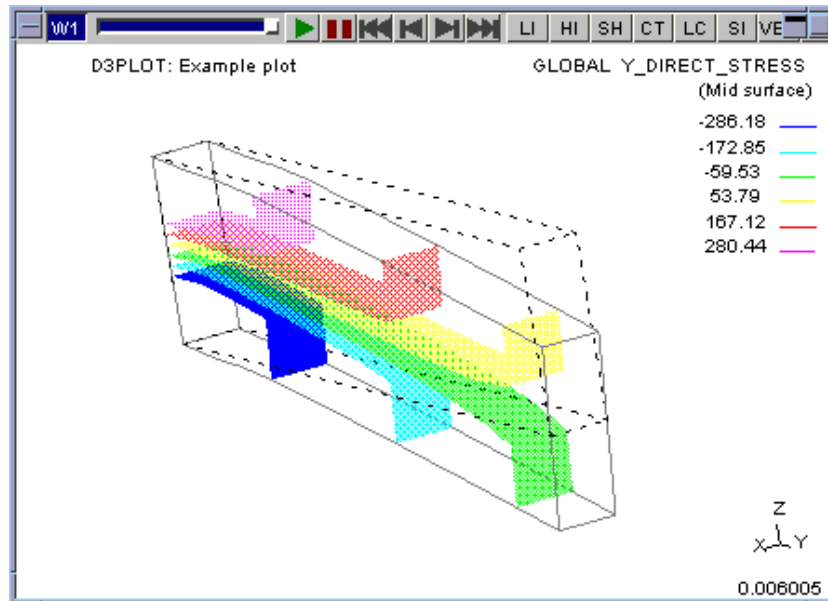 W1 LI HI SH CT LC SI VE
D3PLOT: Example plot
GLOBAL Y_DIRECT_STRESS
(Mid surface)
-286.18
-172.85
-59.53
53.79
167.12
280.44
Z
X Y
0.006005